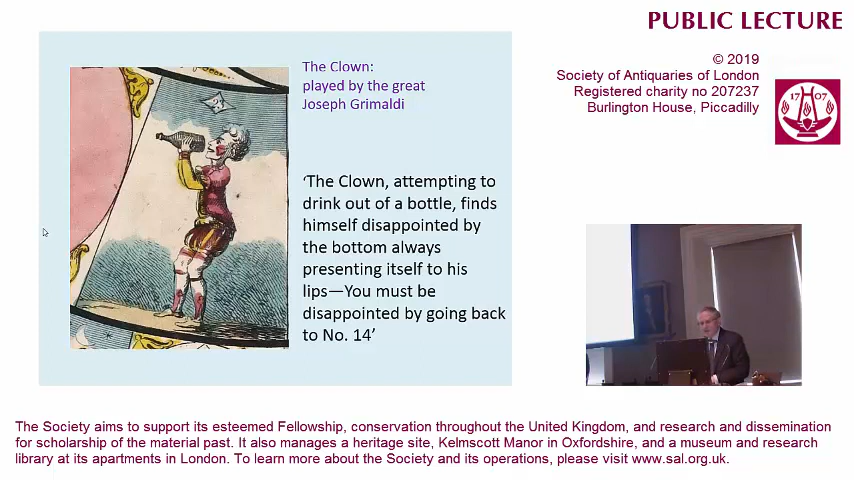 PUBLIC LECTURE
© 2019
Society of Antiquaries of London
Registered charity no 207237
Burlington House, Piccadilly
17 07
The Clown:
played by the great
Joseph Grimaldi
‘The Clown, attempting to
drink out of a bottle, finds
himself disappointed by
the bottom always
presenting itself to his
lips—You must be
disappointed by going back
to No. 14’
The Society aims to support its esteemed Fellowship, conservation throughout the United Kingdom, and research and dissemination
for scholarship of the material past. It also manages a heritage site, Kelmscott Manor in Oxfordshire, and a museum and research
library at its apartments in London. To learn more about the Society and its operations, please visit www.sal.org.uk.